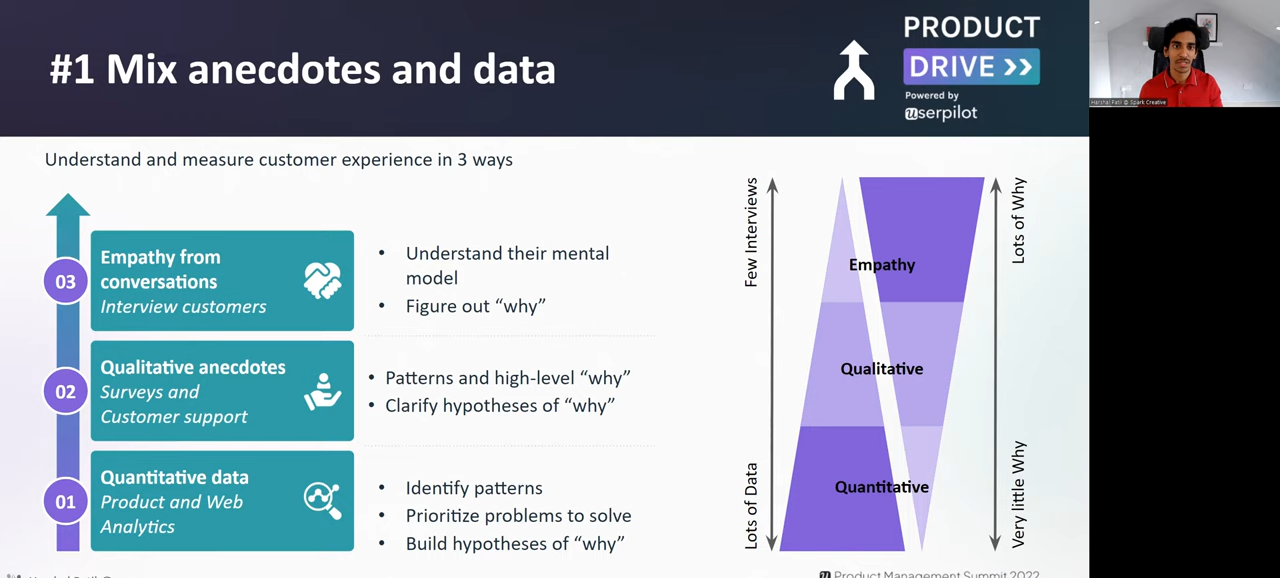 #1 Mix anecdotes and data
PRODUCT
DRIVE >>
Powered by
userpilot
Harshal Patil @ Spark Creative
Understand and measure customer experience in 3 ways
03
Empathy from
conversations
Interview customers
• Understand their mental
model
• Figure out “why”
02
Qualitative anecdotes
Surveys and
Customer support
• Patterns and high-level “why”
• Clarify hypotheses of “why”
01
Quantitative data
Product and Web
Analytics
• Identify patterns
• Prioritize problems to solve
• Build hypotheses of “why”
Few Interviews
Lots of Data
Empathy
Qualitative
Quantitative
Lots of Why
Very little Why
Product Management Summit 2022